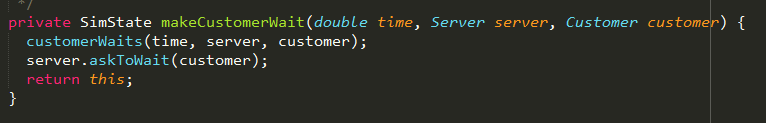 */
private SimState makeCustomerWait(double time, Server server, Customer customer) {
customerWaits(time, server, customer);
server.askToWait(customer);
return this;
}